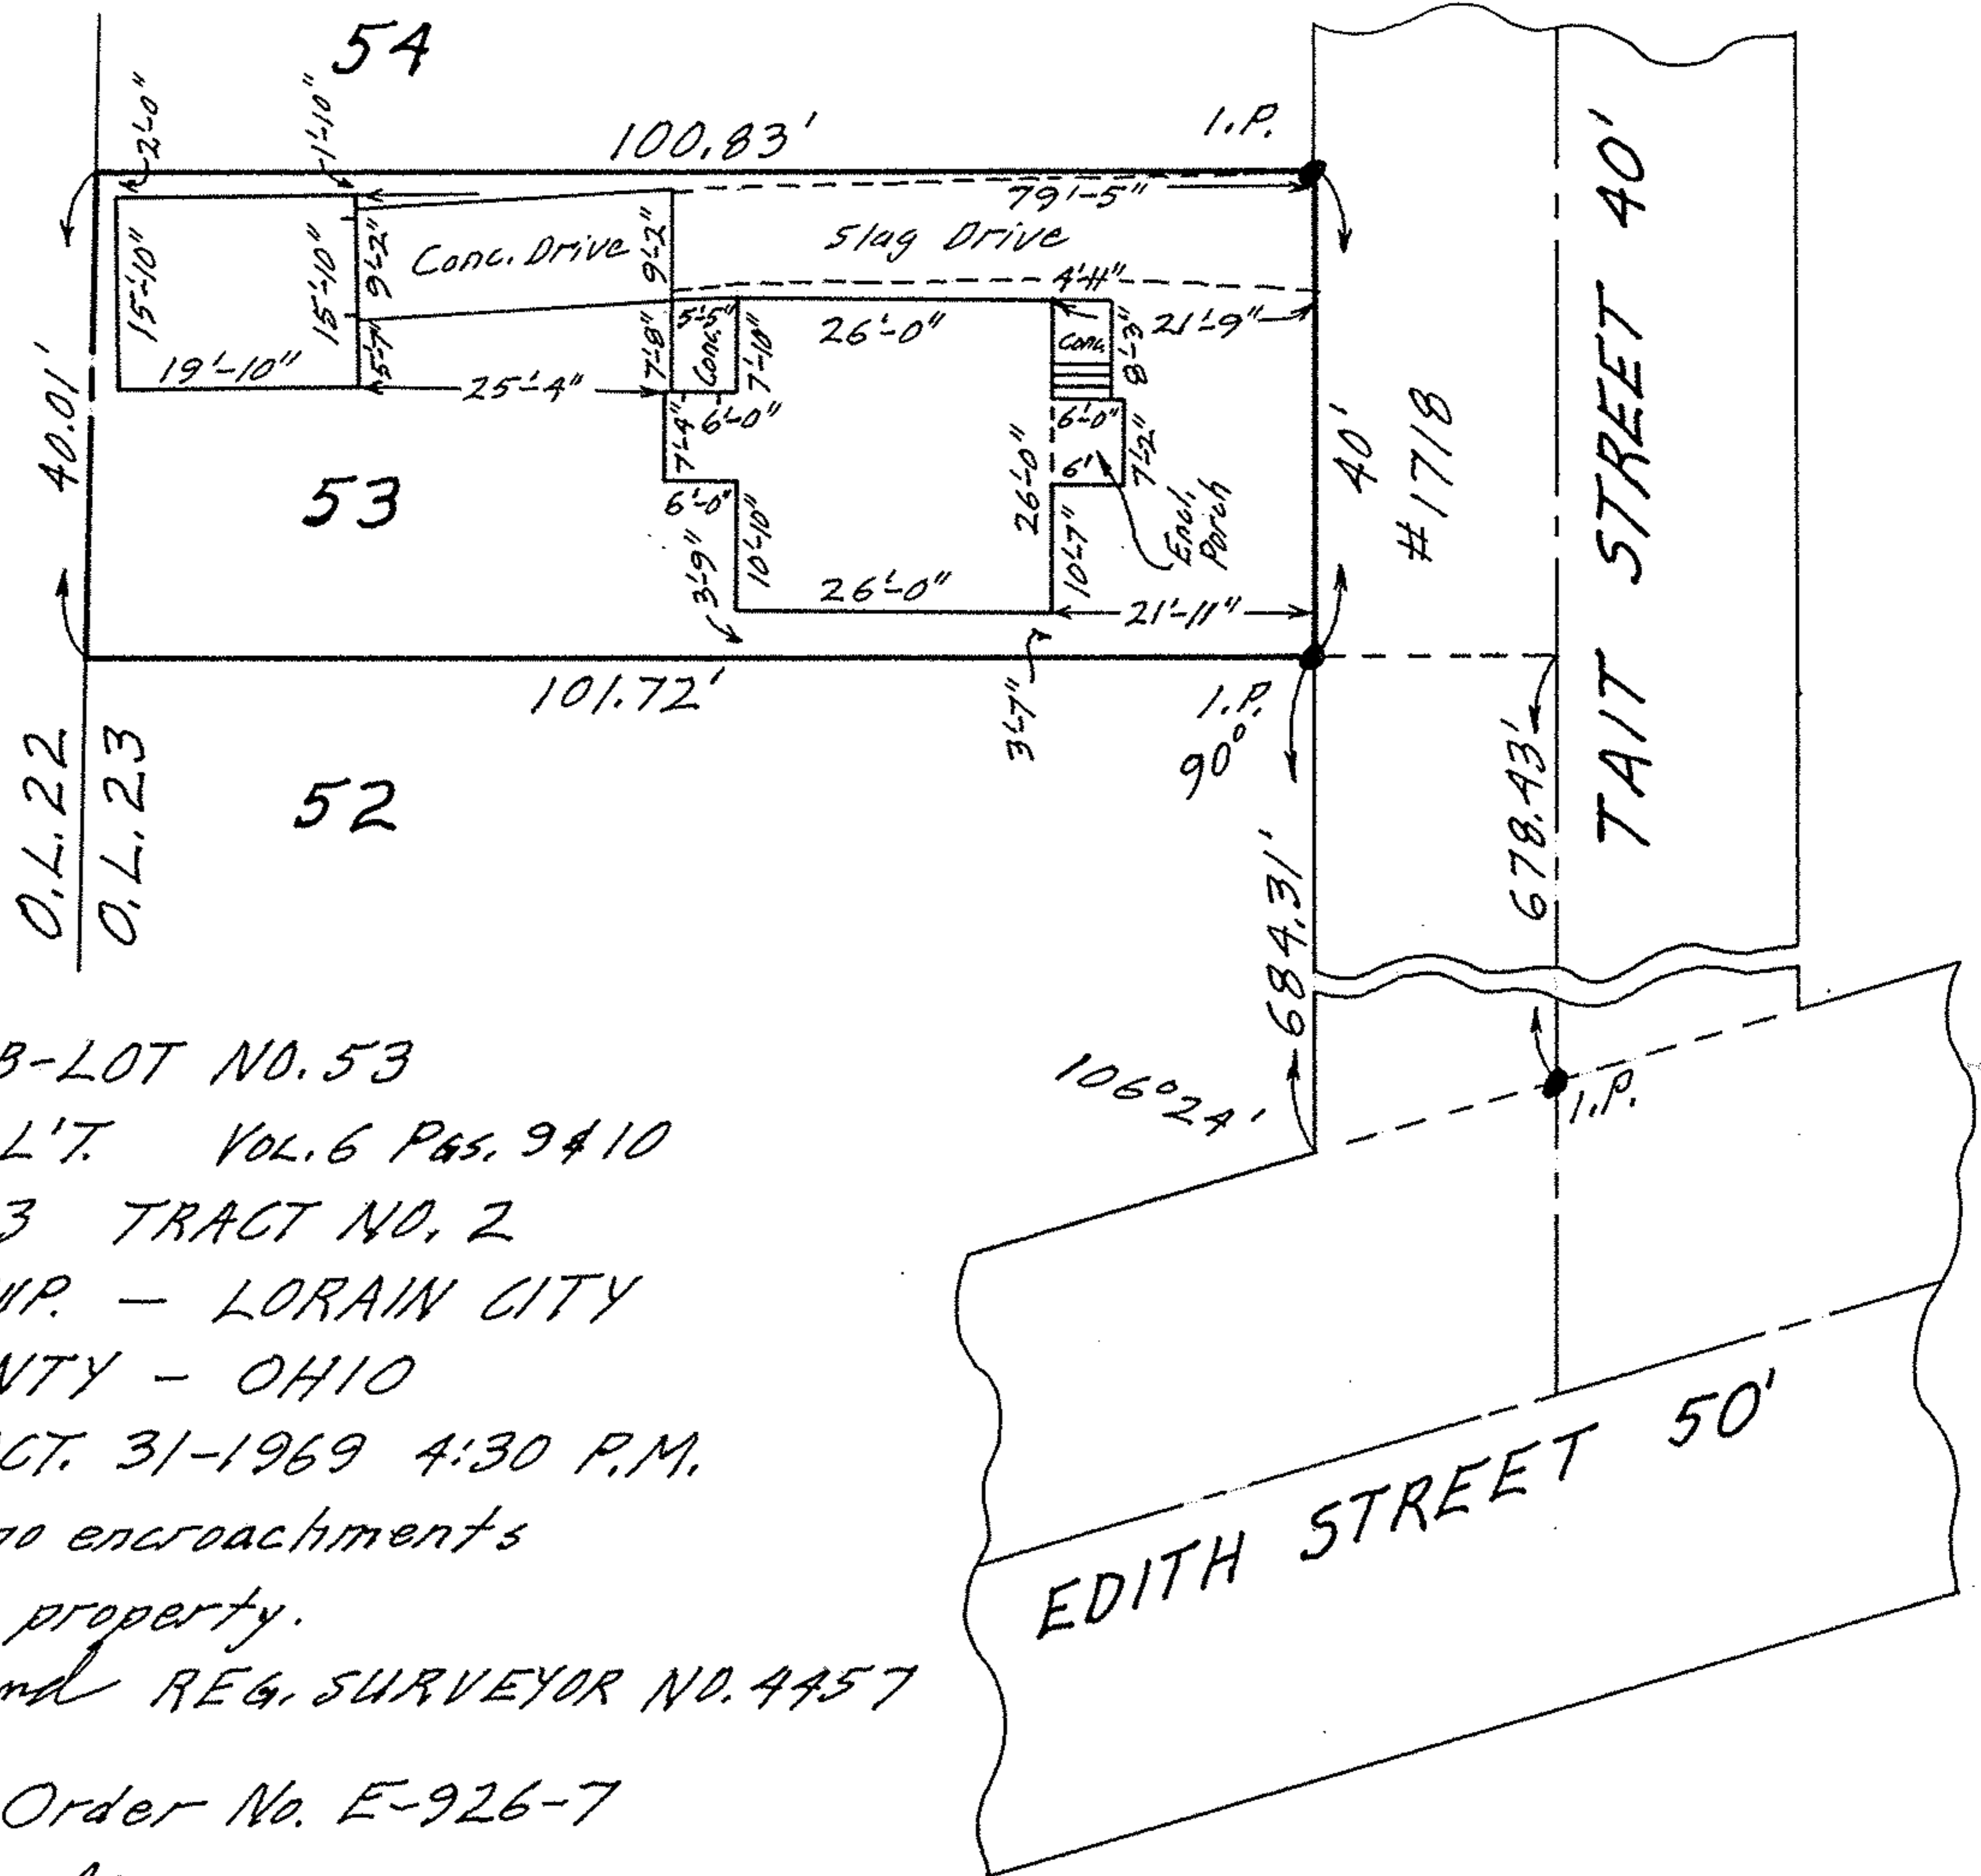 54
2'-0"
1'-10"
100.83'
I.P.
79'-5"
Slag Drive
Conc. Drive
15'-10"
15'-10"
9'-2"
9'-2"
5'-7"
19'-10"
25'-4"
7'-8"
5'-5"
Conc.
7'-10"
26'-0"
4'-11"
Conc.
8'-3"
21'-9"
7'-4"
6'-0"
6'-0"
6'-0"
6'
7'-2"
26'-0"
10'-10"
10'-7"
Encl.
Porch
3'-9"
26'-0"
21'-11"
3'-7"
40.01'
53
40'
#1718
TAIT STREET 40'
101.72'
I.P.
90°
O.L. 22
O.L. 23
52
684.31'
678.43'
106°24'
I.P.
EDITH STREET 50'
B-LOT NO. 53
L'T. VOL. 6 PGS. 9 & 10
3 TRACT NO. 2
WP. - LORAIN CITY
NTY - OHIO
CT. 31-1969 4:30 P.M.
no encroachments
property.
nd REG. SURVEYOR NO. 4457
Order No. E-926-7